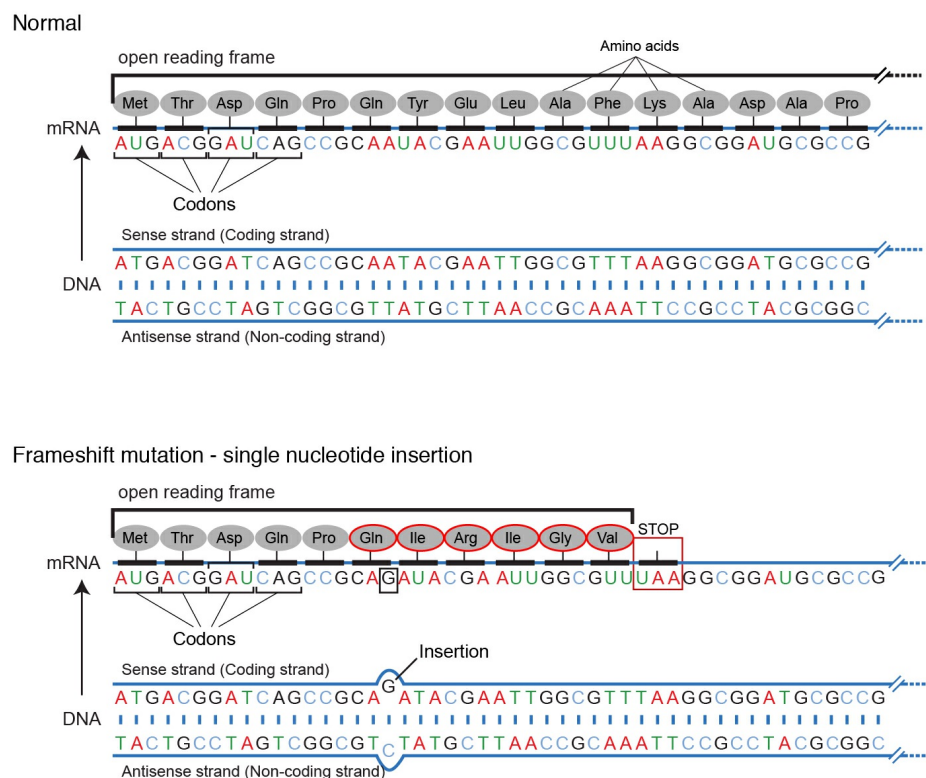 Normal
Amino acids
open reading frame
Met Thr Asp Gln Pro Gln Tyr Glu Leu Ala Phe Lys Ala Asp Ala Pro
mRNA
AUGACGGAUCAGCCGCAAUACGAAUUGGCGUUUAAGGCGGAUGCGCCG
Codons
Sense strand (Coding strand)
ATGACGGATCAGCCGCAATACGAATTGGCGTTTAAGGCGGATGCGCCG
DNA
TACTGCCTAGTCGGCGTTATGCTTAACCGCAAATTCCGCCTACGCGGC
Antisense strand (Non-coding strand)
Frameshift mutation - single nucleotide insertion
open reading frame
Met Thr Asp Gln Pro Gln Ile Arg Ile Gly Val STOP
mRNA
AUGACGGAUCAGCCGCAGAUACGAAUUGGCGUUUAAGGCGGAUGCGCCG
Codons
Insertion
Sense strand (Coding strand)
ATGACGGATCAGCCGCAGATACGAATTGGCGTTTAAGGCGGATGCGCCG
DNA
TACTGCCTAGTCGGCGTCTATGCTTAACCGCAAATTCCGCCTACGCGGC
Antisense strand (Non-coding strand)